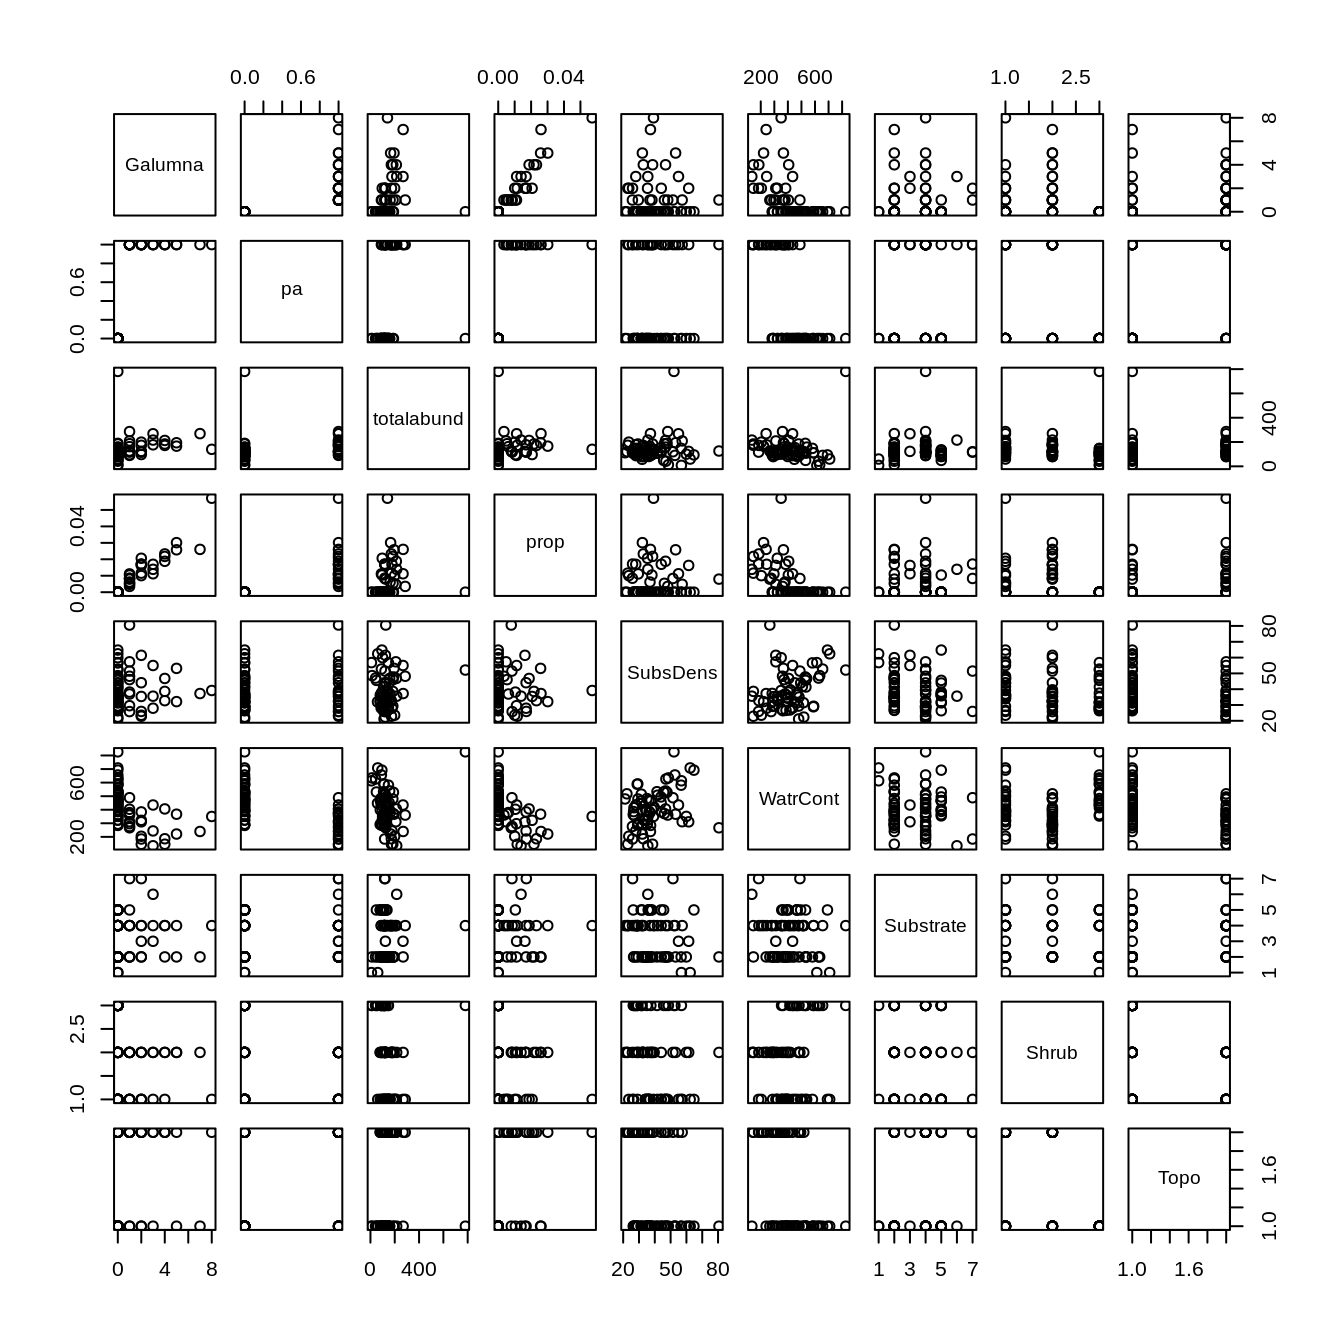 0.0 0.6 0.00 0.04 200 600 1.0 2.5
Galumna 0 4 8
0.0 0.6 pa
totalabund 0 400
0.00 0.04 prop
SubsDens 20 50 80
200 600 WatrCont
Substrate 1 3 5 7
1.0 2.5 Shrub
Topo 1.0 1.6
0 4 8 0 400 20 50 80 1 3 5 7 1.0 1.6